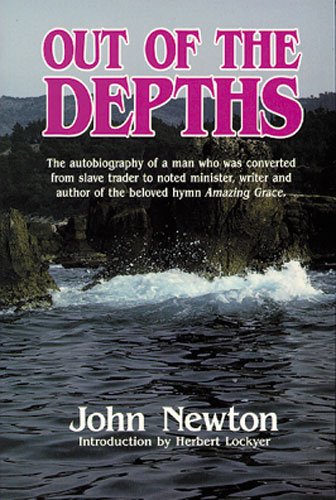 OUT OF THE
DEPTHS
The autobiography of a man who was converted
from slave trader to noted minister, writer and
author of the beloved hymn Amazing Grace.
John Newton
Introduction by Herbert Lockyer